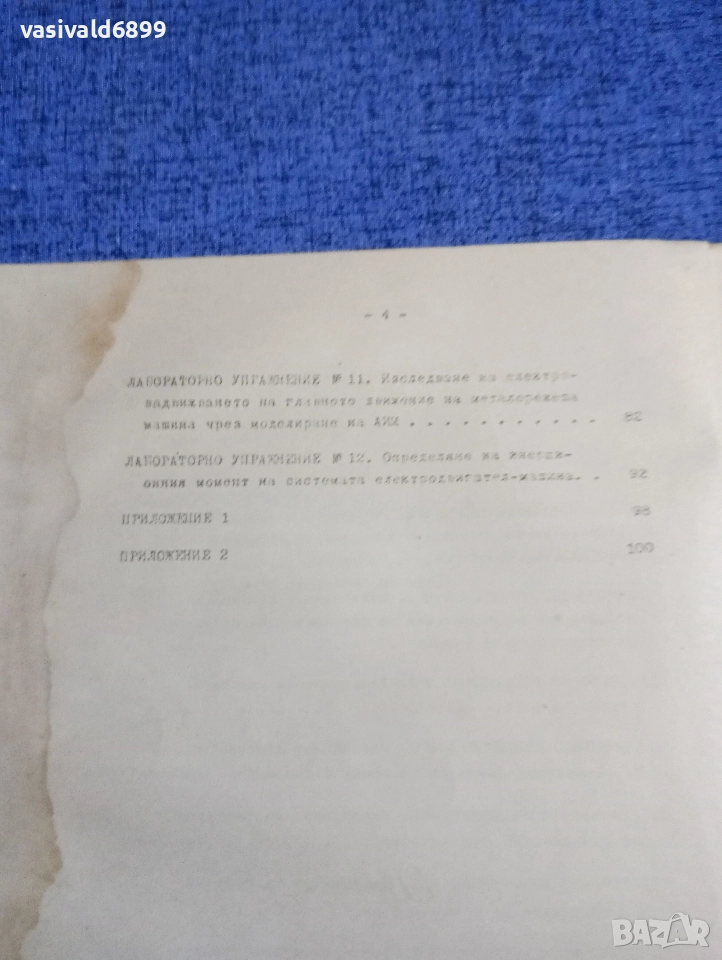 vasivald6899
- 4 -
ЛАБОРАТОРНО УПРАЖНЕНИЕ № 11. Изследване на електро-
задвижването на главното движение на металорежеща
машина чрез моделиране на АИМ . . . . . . . . . . . 82
ЛАБОРАТОРНО УПРАЖНЕНИЕ № 12. Определяне на инерци-
онния момент на системата електродвигател-машина. . 92
ПРИЛОЖЕНИЕ 1 98
ПРИЛОЖЕНИЕ 2 100
BAZAR